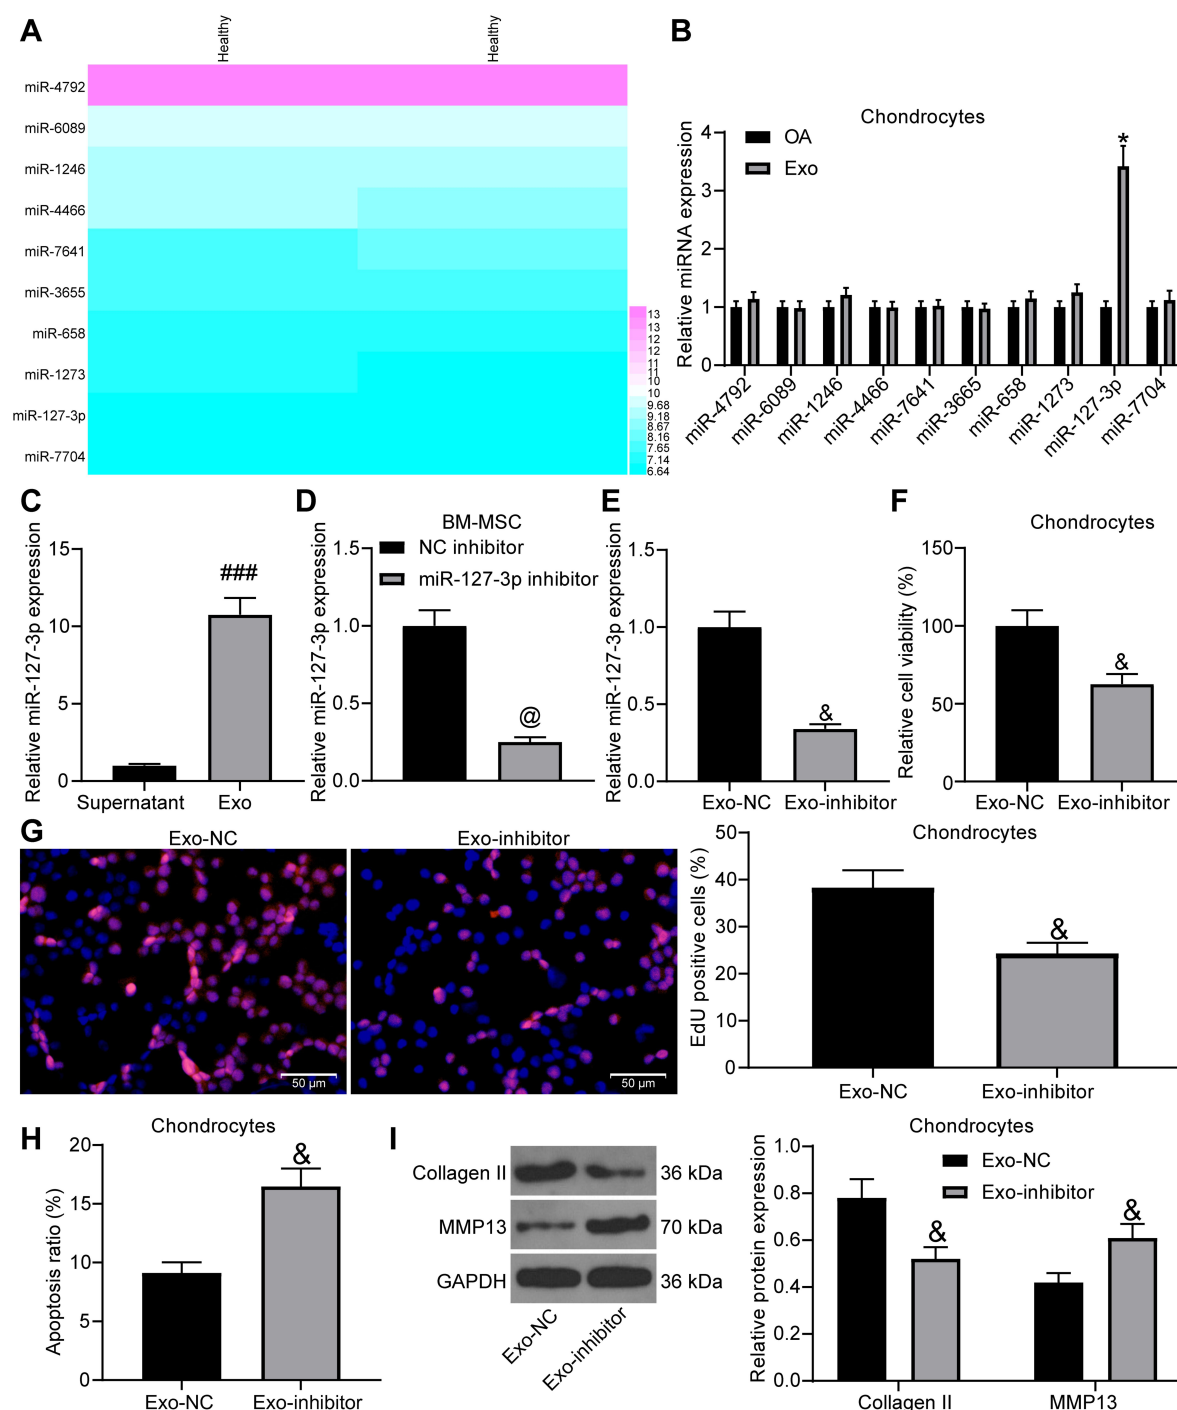 A
Healthy
Healthy
miR-4792
miR-6089
miR-1246
miR-4466
miR-7641
miR-3655
miR-658
miR-1273
miR-127-3p
miR-7704
13
13
12
12
11
11
10
10
9.68
9.18
8.67
8.16
7.65
7.14
6.64
B
Chondrocytes
OA
Exo
Relative miRNA expression
4
3
2
1
0
*
miR-4792
miR-6089
miR-1246
miR-4466
miR-7641
miR-3665
miR-658
miR-1273
miR-127-3p
miR-7704
C
Relative miR-127-3p expression
15
10
5
0
###
Supernatant
Exo
D
BM-MSC
NC inhibitor
miR-127-3p inhibitor
Relative miR-127-3p expression
1.5
1.0
0.5
0.0
@
E
Relative miR-127-3p expression
1.5
1.0
0.5
0.0
&
Exo-NC
Exo-inhibitor
F
Chondrocytes
Relative cell viability (%)
150
100
50
0
&
Exo-NC
Exo-inhibitor
G
Exo-NC
Exo-inhibitor
50 µm
50 µm
Chondrocytes
EdU positive cells (%)
50
40
30
20
10
0
&
Exo-NC
Exo-inhibitor
H
Chondrocytes
Apoptosis ratio (%)
20
15
10
5
0
&
Exo-NC
Exo-inhibitor
I
Collagen II
36 kDa
MMP13
70 kDa
GAPDH
36 kDa
Exo-NC
Exo-inhibitor
Chondrocytes
Exo-NC
Exo-inhibitor
Relative protein expression
1.0
0.8
0.6
0.4
0.2
0.0
&
&
Collagen II
MMP13